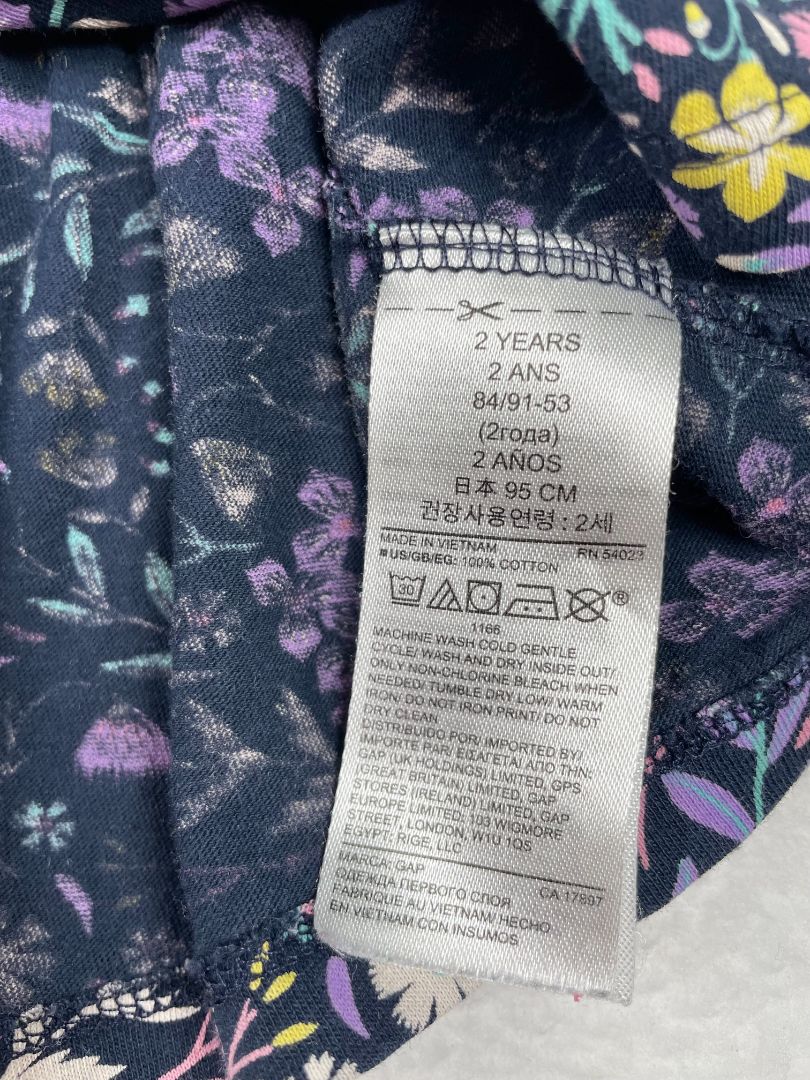 2 YEARS
2 ANS
84/91-53
(2года)
2 AÑOS
日本 95 CM
권장사용연령 : 2세
MADE IN VIETNAM RN 54023
US/GB/EG: 100% COTTON
30
®
1166
MACHINE WASH COLD GENTLE
CYCLE/ WASH AND DRY INSIDE OUT/
ONLY NON-CHLORINE BLEACH WHEN
NEEDED/ TUMBLE DRY LOW/ WARM
IRON/ DO NOT IRON PRINT/ DO NOT
DRY CLEAN
DISTRIBUIDO POR/ IMPORTED BY/
IMPORTE PAR/ ΕΙΣΑΓΕΤΑΙ ΑΠΟ ΤΗΝ:
GAP (UK HOLDINGS) LIMITED, GPS
(GREAT BRITAIN) LIMITED, GAP
STORES (IRELAND) LIMITED, GAP
EUROPE LIMITED; 103 WIGMORE
STREET, LONDON, W1U 1QS
EGYPT: RIGE, LLC
MARCA: GAP
ОДЕЖДА ПЕРВОГО СЛОЯ CA 17897
FABRIQUE AU VIETNAM/ HECHO
EN VIETNAM CON INSUMOS